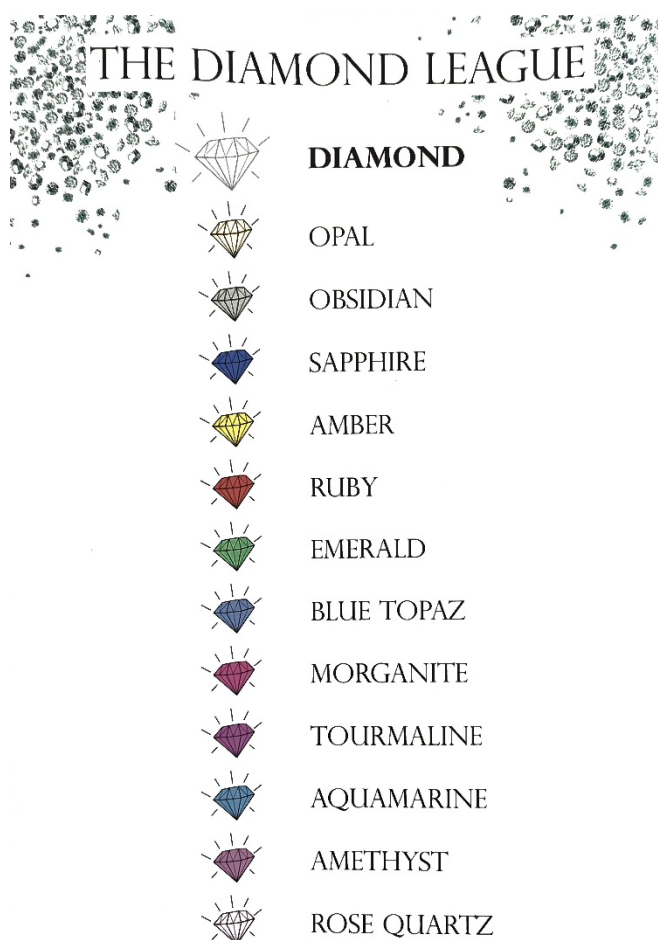 THE DIAMOND LEAGUE
DIAMOND
OPAL
OBSIDIAN
SAPPHIRE
AMBER
RUBY
EMERALD
BLUE TOPAZ
MORGANITE
TOURMALINE
AQUAMARINE
AMETHYST
ROSE QUARTZ